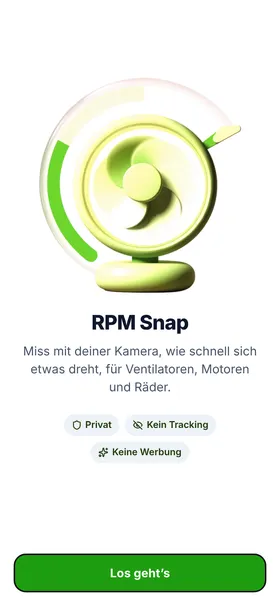 RPM Snap
Miss mit deiner Kamera, wie schnell sich
etwas dreht, für Ventilatoren, Motoren
und Räder.
Privat
Kein Tracking
Keine Werbung
Los geht’s